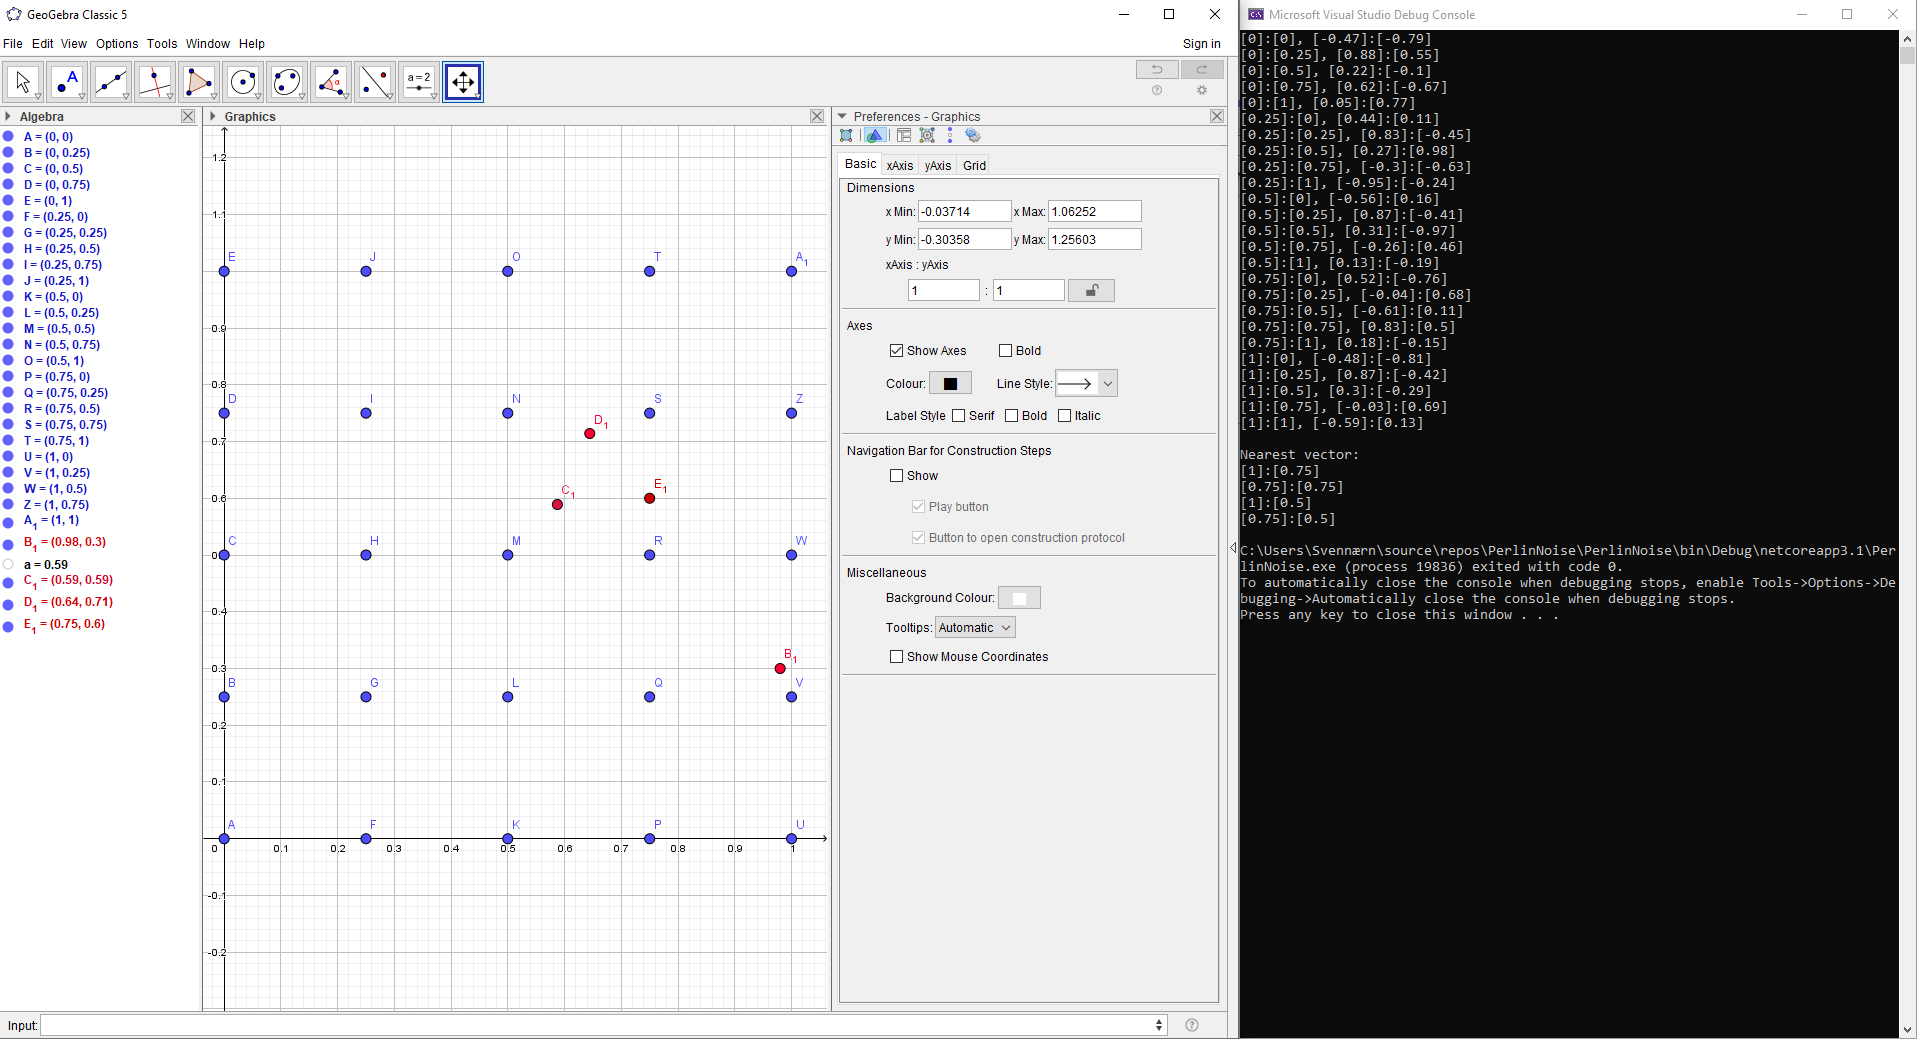 GeoGebra Classic 5
File Edit View Options Tools Window Help
Sign in
A
a=2
Algebra
A = (0, 0)
B = (0, 0.25)
C = (0, 0.5)
D = (0, 0.75)
E = (0, 1)
F = (0.25, 0)
G = (0.25, 0.25)
H = (0.25, 0.5)
I = (0.25, 0.75)
J = (0.25, 1)
K = (0.5, 0)
L = (0.5, 0.25)
M = (0.5, 0.5)
N = (0.5, 0.75)
O = (0.5, 1)
P = (0.75, 0)
Q = (0.75, 0.25)
R = (0.75, 0.5)
S = (0.75, 0.75)
T = (0.75, 1)
U = (1, 0)
V = (1, 0.25)
W = (1, 0.5)
Z = (1, 0.75)
A1 = (1, 1)
B1 = (0.98, 0.3)
a = 0.59
C1 = (0.59, 0.59)
D1 = (0.64, 0.71)
E1 = (0.75, 0.6)
Graphics
1.2
1.1
E J O T A1
0.9
0.8
D I N S Z
D1
0.7
C1 E1
0.6
C H M R W
0.4
B1
0.3
B G L Q V
0.2
0.1
A F K P U
0 0.1 0.2 0.3 0.4 0.5 0.6 0.7 0.8 0.9 1
-0.1
-0.2
Preferences - Graphics
Basic xAxis yAxis Grid
Dimensions
x Min: -0.03714 x Max: 1.06252
y Min: -0.30358 y Max: 1.25603
xAxis : yAxis
1 : 1
Axes
Show Axes Bold
Colour: Line Style:
Label Style Serif Bold Italic
Navigation Bar for Construction Steps
Show
Play button
Button to open construction protocol
Miscellaneous
Background Colour:
Tooltips: Automatic
Show Mouse Coordinates
Input:
Microsoft Visual Studio Debug Console
[0]:[0], [-0.47]:[-0.79]
[0]:[0.25], [0.88]:[0.55]
[0]:[0.5], [0.22]:[-0.1]
[0]:[0.75], [0.62]:[-0.67]
[0]:[1], [0.05]:[0.77]
[0.25]:[0], [0.44]:[0.11]
[0.25]:[0.25], [0.83]:[-0.45]
[0.25]:[0.5], [0.27]:[0.98]
[0.25]:[0.75], [-0.3]:[-0.63]
[0.25]:[1], [-0.95]:[-0.24]
[0.5]:[0], [-0.56]:[0.16]
[0.5]:[0.25], [0.87]:[-0.41]
[0.5]:[0.5], [0.31]:[-0.97]
[0.5]:[0.75], [-0.26]:[0.46]
[0.5]:[1], [0.13]:[-0.19]
[0.75]:[0], [0.52]:[-0.76]
[0.75]:[0.25], [-0.04]:[0.68]
[0.75]:[0.5], [-0.61]:[0.11]
[0.75]:[0.75], [0.83]:[0.5]
[0.75]:[1], [0.18]:[-0.15]
[1]:[0], [-0.48]:[-0.81]
[1]:[0.25], [0.87]:[-0.42]
[1]:[0.5], [0.3]:[-0.29]
[1]:[0.75], [-0.03]:[0.69]
[1]:[1], [-0.59]:[0.13]
Nearest vector:
[1]:[0.75]
[0.75]:[0.75]
[1]:[0.5]
[0.75]:[0.5]
C:\Users\Svennærn\source\repos\PerlinNoise\PerlinNoise\bin\Debug\netcoreapp3.1\Per
linNoise.exe (process 19836) exited with code 0.
To automatically close the console when debugging stops, enable Tools->Options->De
bugging->Automatically close the console when debugging stops.
Press any key to close this window . . .